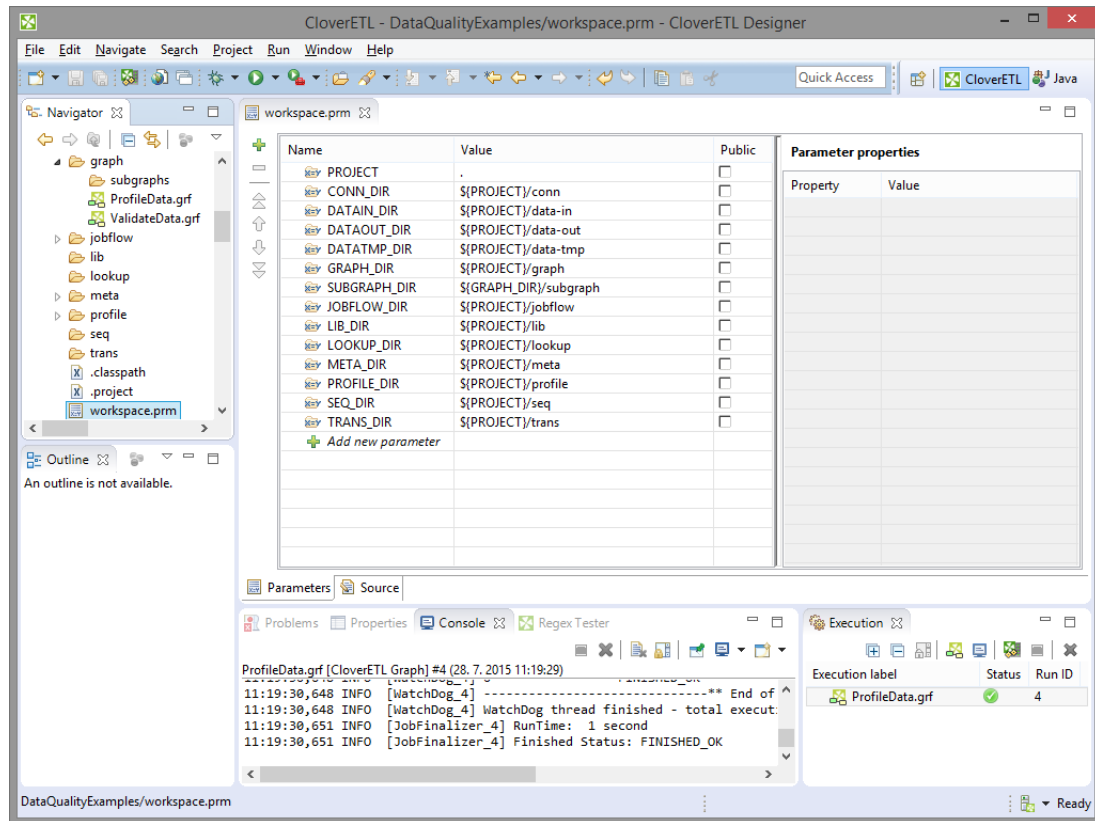 CloverETL - DataQualityExamples/workspace.prm - CloverETL Designer
File Edit Navigate Search Project Run Window Help
Quick Access CloverETL Java
Navigator
graph
subgraphs
ProfileData.grf
ValidateData.grf
jobflow
lib
lookup
meta
profile
seq
trans
.classpath
.project
workspace.prm
Outline
An outline is not available.
workspace.prm
Name Value Public
PROJECT .
CONN_DIR ${PROJECT}/conn
DATAIN_DIR ${PROJECT}/data-in
DATAOUT_DIR ${PROJECT}/data-out
DATATMP_DIR ${PROJECT}/data-tmp
GRAPH_DIR ${PROJECT}/graph
SUBGRAPH_DIR ${GRAPH_DIR}/subgraph
JOBFLOW_DIR ${PROJECT}/jobflow
LIB_DIR ${PROJECT}/lib
LOOKUP_DIR ${PROJECT}/lookup
META_DIR ${PROJECT}/meta
PROFILE_DIR ${PROJECT}/profile
SEQ_DIR ${PROJECT}/seq
TRANS_DIR ${PROJECT}/trans
Add new parameter
Parameter properties
Property Value
Parameters Source
Problems Properties Console Regex Tester
ProfileData.grf [CloverETL Graph] #4 (28. 7. 2015 11:19:29)
11:19:30,648 INFO [WatchDog_4] ------------------------------** End of
11:19:30,648 INFO [WatchDog_4] WatchDog thread finished - total execut
11:19:30,651 INFO [JobFinalizer_4] RunTime: 1 second
11:19:30,651 INFO [JobFinalizer_4] Finished Status: FINISHED_OK
Execution
Execution label Status Run ID
ProfileData.grf 4
DataQualityExamples/workspace.prm
Ready